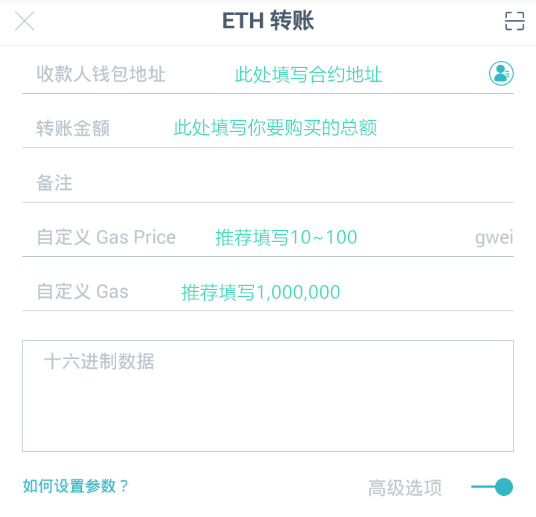 ETH 转账
收款人钱包地址 此处填写合约地址
转账金额 此处填写你要购买的总额
备注
自定义 Gas Price 推荐填写10~100 gwei
自定义 Gas 推荐填写1,000,000
十六进制数据
如何设置参数？ 高级选项